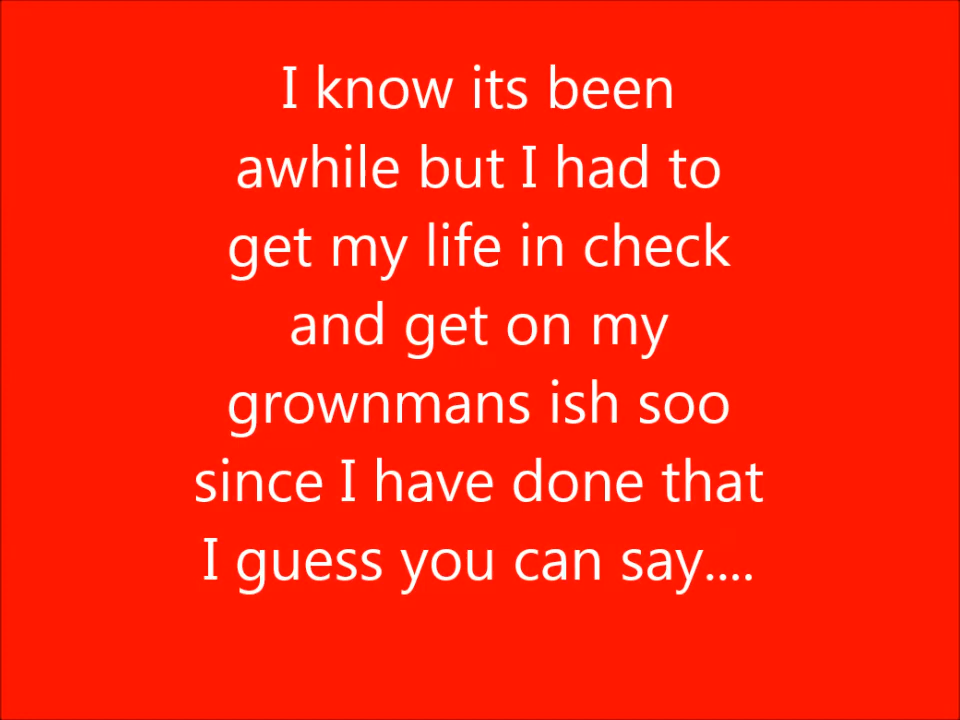 I know its been
awhile but I had to
get my life in check
and get on my
grownmans ish soo
since I have done that
I guess you can say....